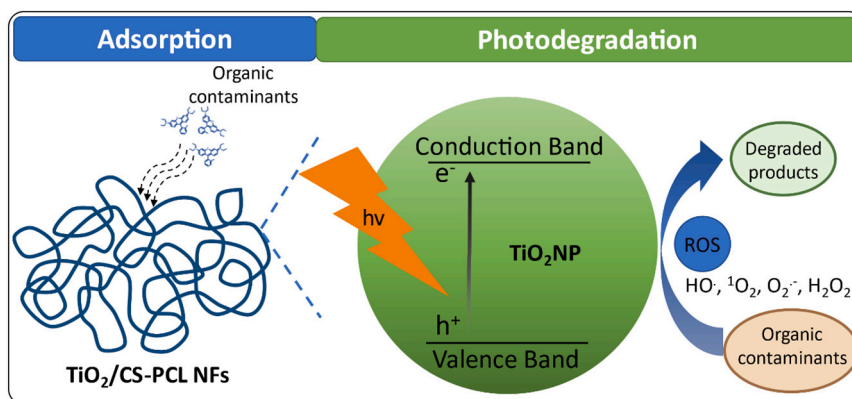 Adsorption
Photodegradation
Organic
contaminants
TiO₂/CS-PCL NFs
hv
Conduction Band
e⁻
TiO₂NP
h⁺
Valence Band
Degraded
products
ROS
HO·, ¹O₂, O₂·⁻, H₂O₂
Organic
contaminants